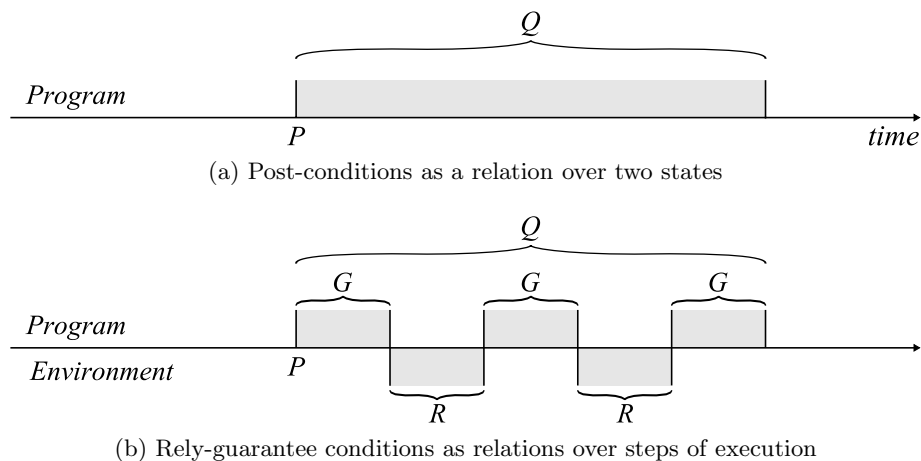 Q
Program
P
time
(a) Post-conditions as a relation over two states
Q
G G G
Program
Environment P
R R
(b) Rely-guarantee conditions as relations over steps of execution